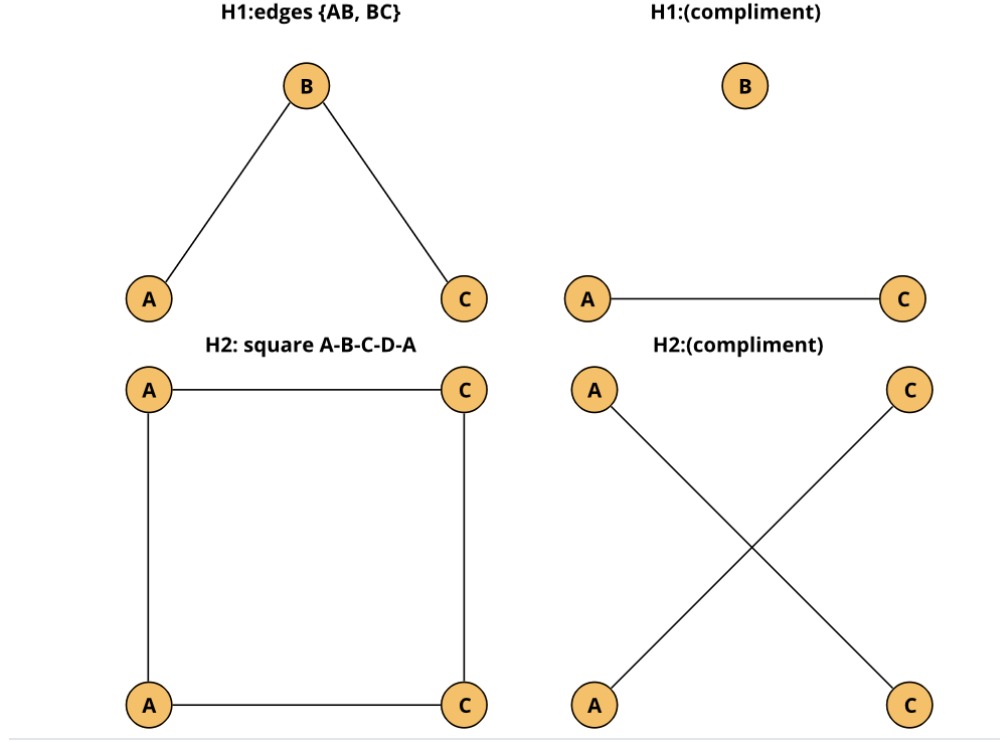 H1:edges {AB, BC}
H1:(compliment)
B
B
A
C
A
C
H2: square A-B-C-D-A
H2:(compliment)
A
C
A
C
A
C
A
C